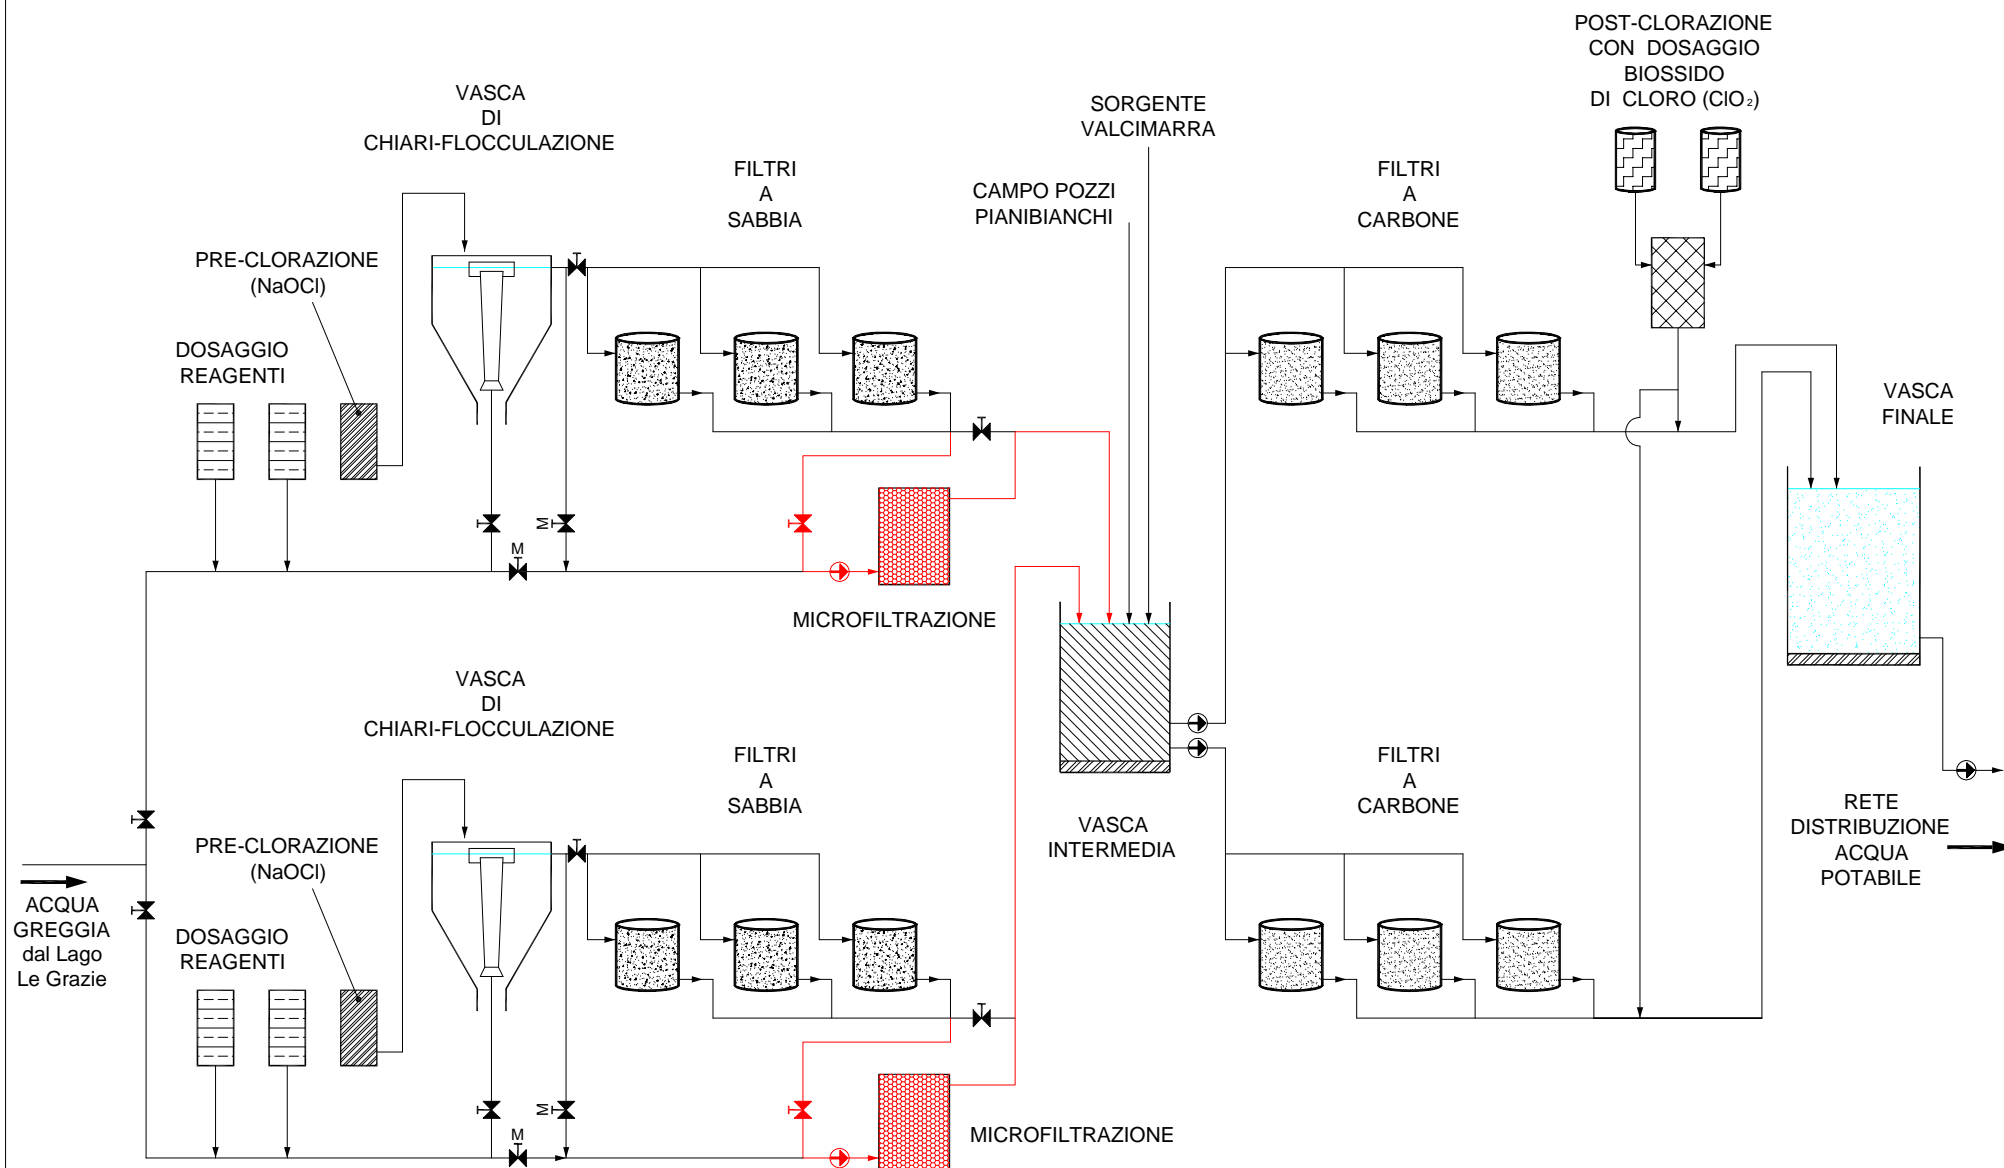 POST-CLORAZIONE
CON DOSAGGIO
BIOSSIDO
DI CLORO (ClO₂)
VASCA
DI
CHIARI-FLOCCULAZIONE
SORGENTE
VALCIMARRA
FILTRI
A
SABBIA
CAMPO POZZI
PIANIBIANCHI
FILTRI
A
CARBONE
PRE-CLORAZIONE
(NaOCl)
DOSAGGIO
REAGENTI
VASCA
FINALE
M
M
MICROFILTRAZIONE
VASCA
DI
CHIARI-FLOCCULAZIONE
FILTRI
A
SABBIA
FILTRI
A
CARBONE
VASCA
INTERMEDIA
RETE
DISTRIBUZIONE
ACQUA
POTABILE
PRE-CLORAZIONE
(NaOCl)
ACQUA
GREGGIA
dal Lago
Le Grazie
DOSAGGIO
REAGENTI
M
M
MICROFILTRAZIONE